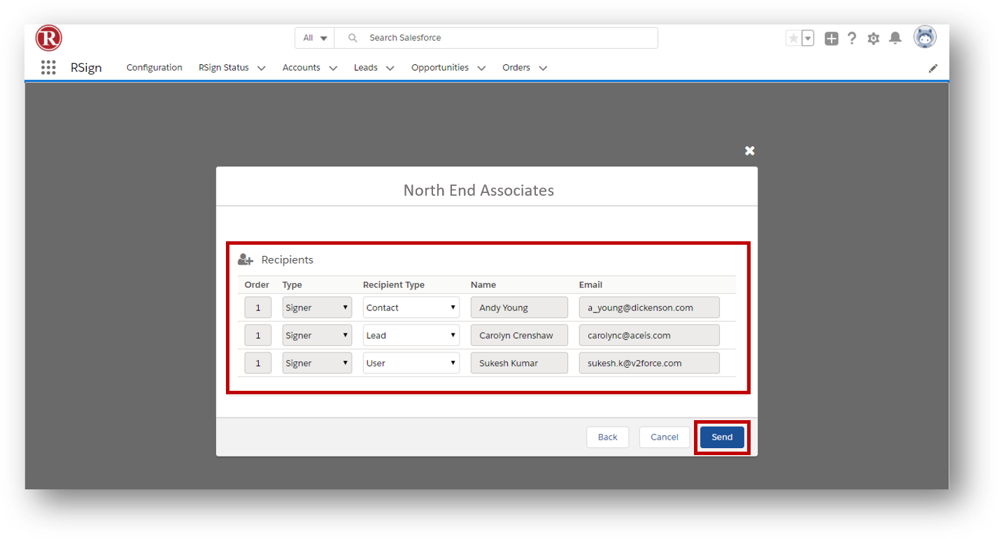 R
All Search Salesforce
RSign Configuration RSign Status Accounts Leads Opportunities Orders
North End Associates
Recipients
Order Type Recipient Type Name Email
1 Signer Contact Andy Young a_young@dickenson.com
1 Signer Lead Carolyn Crenshaw carolync@aceis.com
1 Signer User Sukesh Kumar sukesh.k@v2force.com
Back Cancel Send